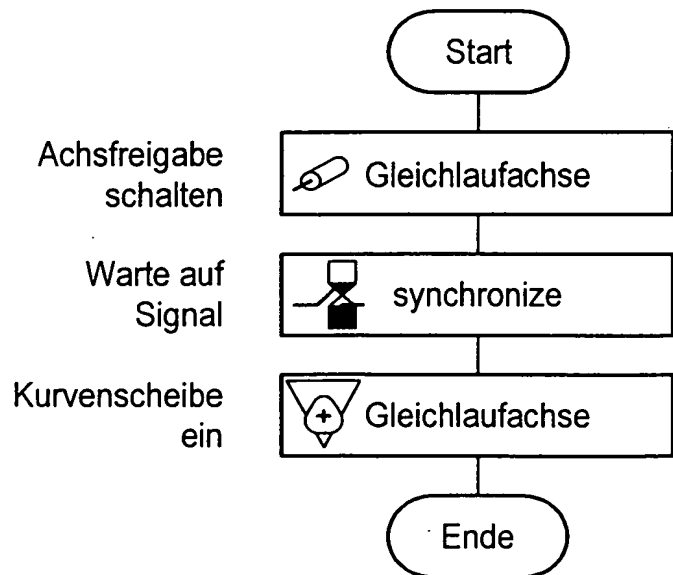 Start
Achsfreigabe
schalten
Gleichlaufachse
Warte auf
Signal
synchronize
Kurvenscheibe
ein
Gleichlaufachse
Ende